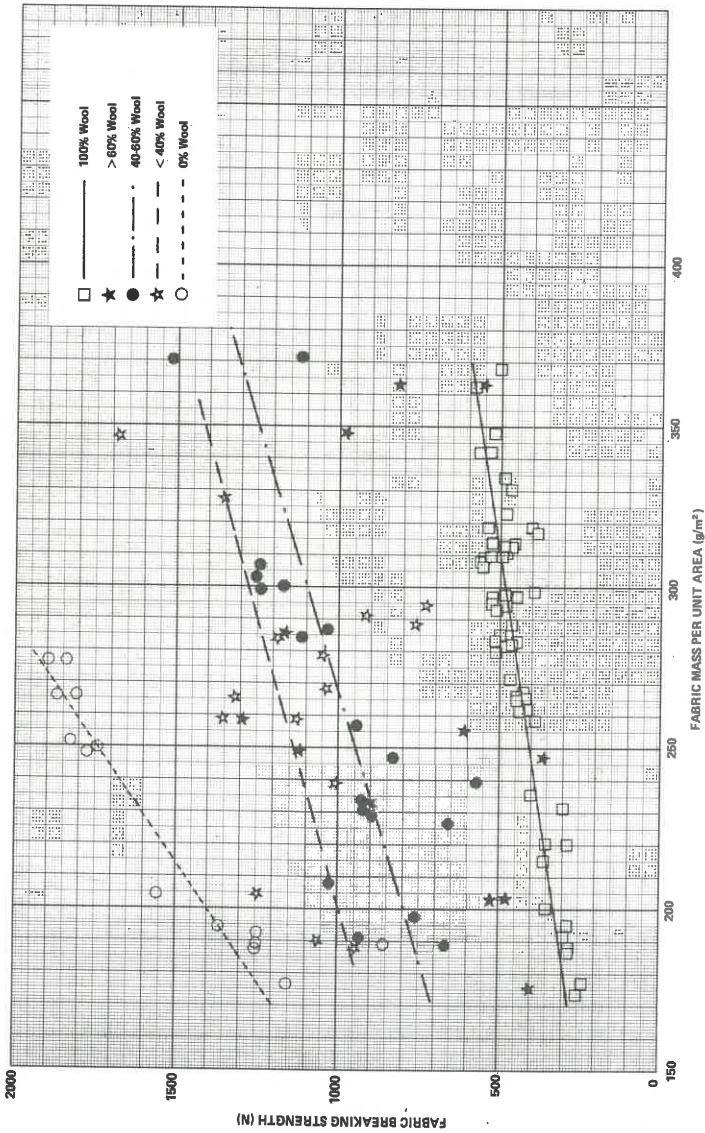 100% Wool
>60% Wool
40-60% Wool
< 40% Wool
0% Wool
FABRIC BREAKING STRENGTH (N)
2000
1500
1000
500
0
150
200
250
300
350
400
FABRIC MASS PER UNIT AREA (g/m²)